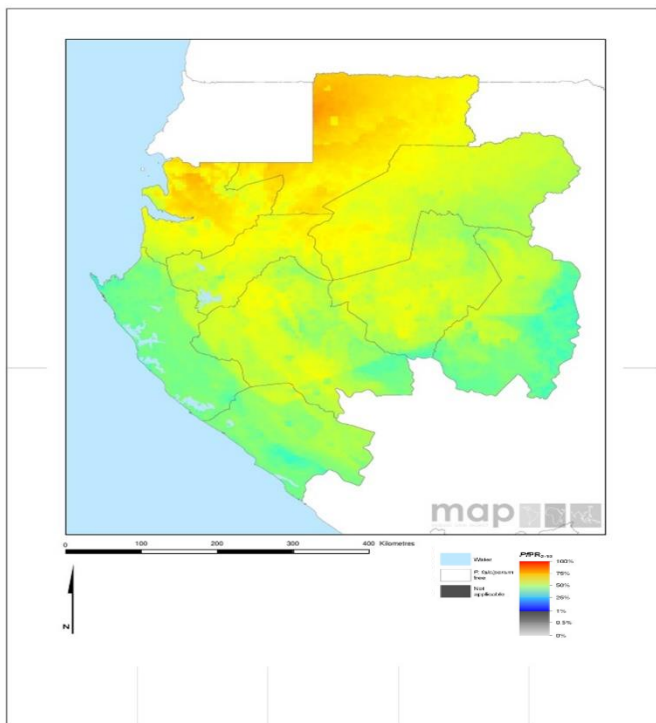 map
0 100 200 300 400 Kilometres
N
Water
P. falciparum
free
Not
applicable
PfPR2-10
100%
75%
50%
25%
1%
0.5%
0%